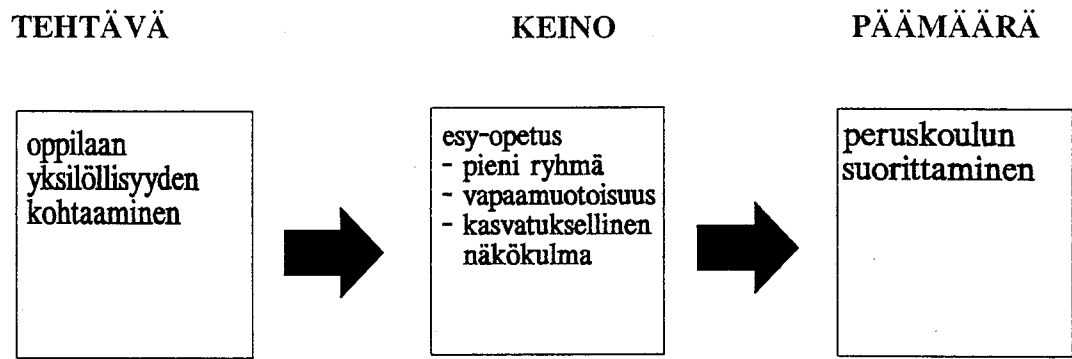 TEHTÄVÄ
KEINO
PÄÄMÄÄRÄ
oppilaan
yksilöllisyyden
kohtaaminen
esy-opetus
- pieni ryhmä
- vapaamuotoisuus
- kasvatuksellinen
näkökulma
peruskoulun
suorittaminen